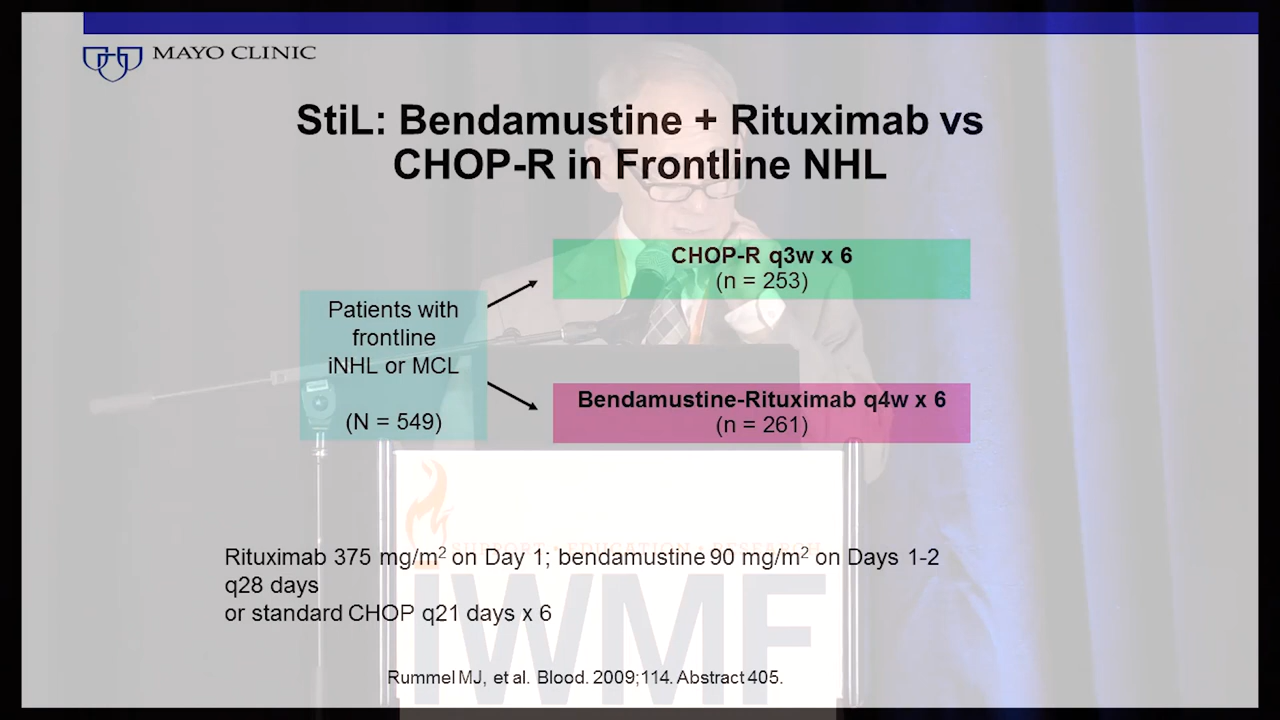 MAYO CLINIC
StiL: Bendamustine + Rituximab vs
CHOP-R in Frontline NHL
CHOP-R q3w x 6
(n = 253)
Patients with
frontline
iNHL or MCL
(N = 549)
Bendamustine-Rituximab q4w x 6
(n = 261)
SUPPORT · EDUCATION · RESEARCH
Rituximab 375 mg/m² on Day 1; bendamustine 90 mg/m² on Days 1-2
q28 days
or standard CHOP q21 days x 6
IWMF
Rummel MJ, et al. Blood. 2009;114. Abstract 405.